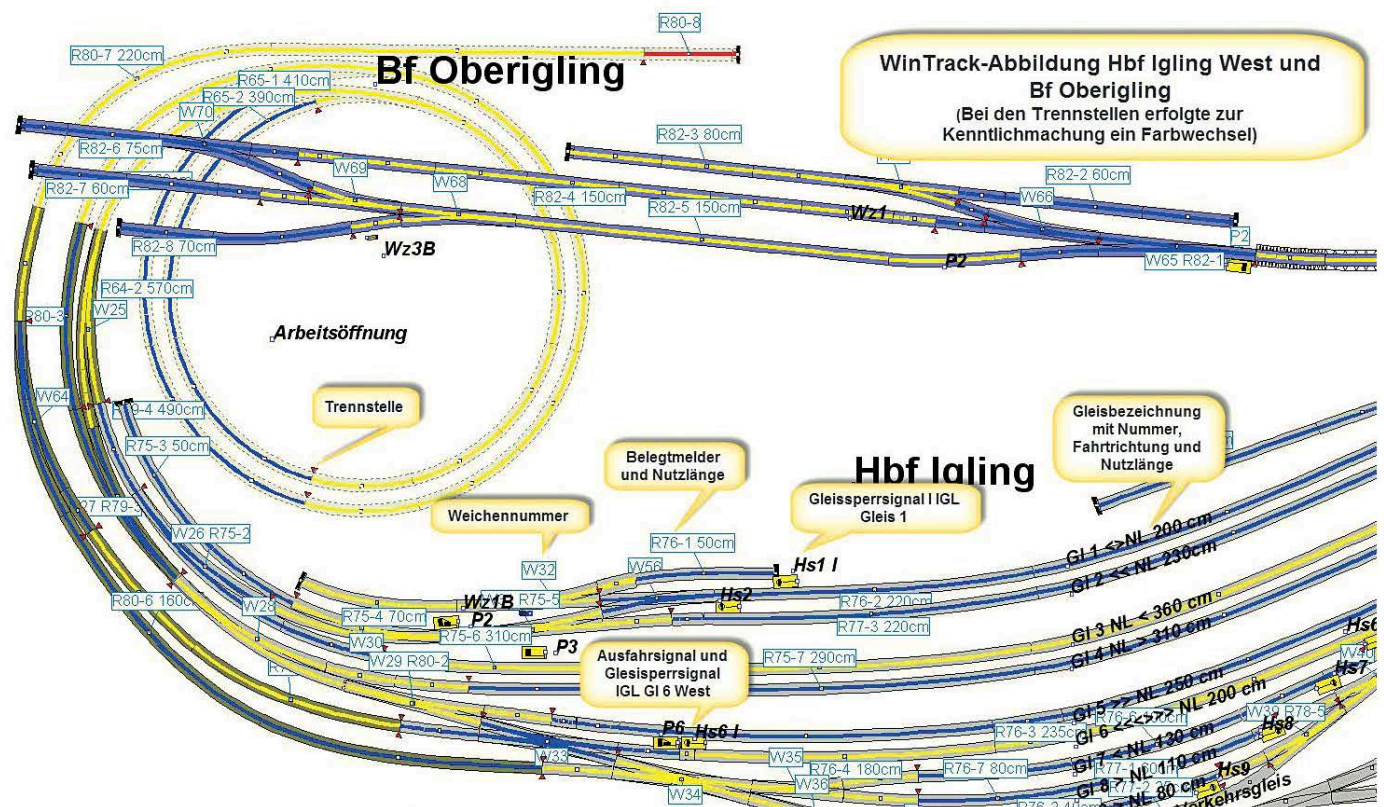 R80-8
R80-7 220cm
Bf Oberigling
WinTrack-Abbildung Hbf Igling West und
Bf Oberigling
(Bei den Trennstellen erfolgte zur
Kenntlichmachung ein Farbwechsel)
R65-1 410cm
R65-2 390cm
W70
R82-6 75cm
R82-3 80cm
R82-7 60cm
W69
W68
R82-4 150cm
R82-5 150cm
Wz1
R82-2 60cm
W66
R82-8 70cm
Wz3B
P2
P2
W65 R82-1
R64-2 570cm
W25
R80-3
Arbeitsöffnung
W64
490cm
R75-3 50cm
Trennstelle
Belegtmelder
und Nutzlänge
Gleisbezeichnung
mit Nummer,
Fahrtrichtung und
Nutzlänge
Hbf Igling
Gleissperrsignal I IGL
Gleis 1
Weichennummer
R79-3
W26 R75-2
R76-1 50cm
W32
W56
Hs1 I
R80-6 160cm
W28
R75-4 70cm
Wz1B
R75-5
Hs2
P2
R76-2 220cm
R77-3 220cm
W30
R75-6 310cm
P3
W29 R80-2
Ausfahrsignal und
Glesisperrsignal
IGL Gl 6 West
R75-7 290cm
Gl 1 <>NL 200 cm
Gl 2 << NL 230cm
Gl 3 NL < 360 cm
Gl 4 NL > 310 cm
Gl 5 >> NL 250 cm
Gl 6 <<>>> NL 200 cm
Gl 7 < NL 130 cm
Gl 8 > NL 110 cm
> NL 80 cm
Hs6
W40
Hs7
W39 R78-5
Hs8
Hs9
P6
Hs6 I
R76-3 235cm
W33
W35
R76-4 180cm
R76-7 80cm
W34
W36
R77-1
R77-2